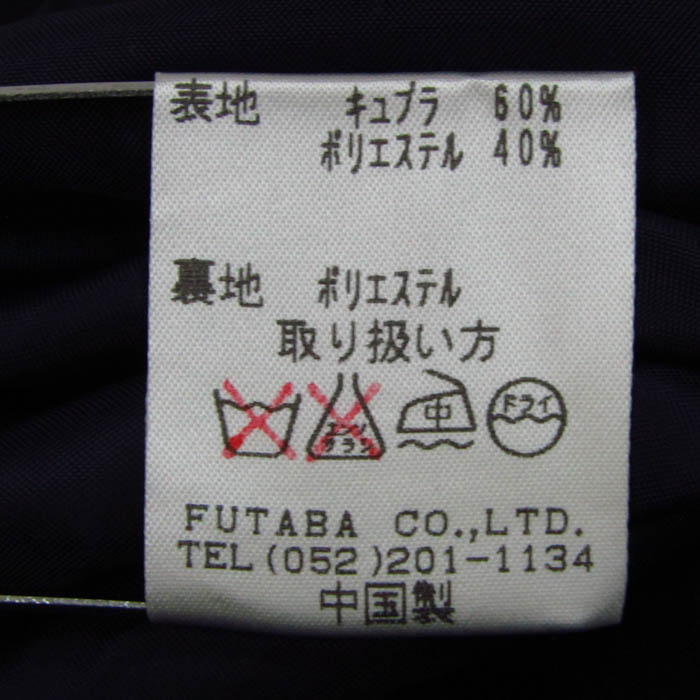 表地 キュプラ 60%
ポリエステル 40%
裏地 ポリエステル
取り扱い方
エンソ
サラシ
中
ドライ
FUTABA CO.,LTD.
TEL(052)201-1134
中国製